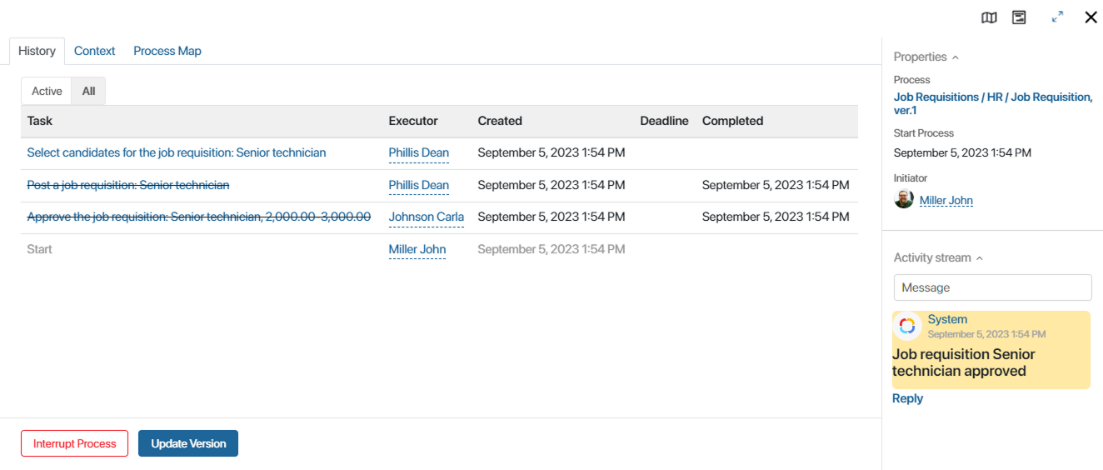 History Context Process Map
Active All
Task Executor Created Deadline Completed
Select candidates for the job requisition: Senior technician Phillis Dean September 5, 2023 1:54 PM
Post a job requisition: Senior technician Phillis Dean September 5, 2023 1:54 PM September 5, 2023 1:54 PM
Approve the job requisition: Senior technician, 2,000.00-3,000.00 Johnson Carla September 5, 2023 1:54 PM September 5, 2023 1:54 PM
Start Miller John September 5, 2023 1:54 PM
Interrupt Process Update Version
Properties
Process
Job Requisitions / HR / Job Requisition,
ver.1
Start Process
September 5, 2023 1:54 PM
Initiator
Miller John
Activity stream
Message
System
September 5, 2023 1:54 PM
Job requisition Senior
technician approved
Reply